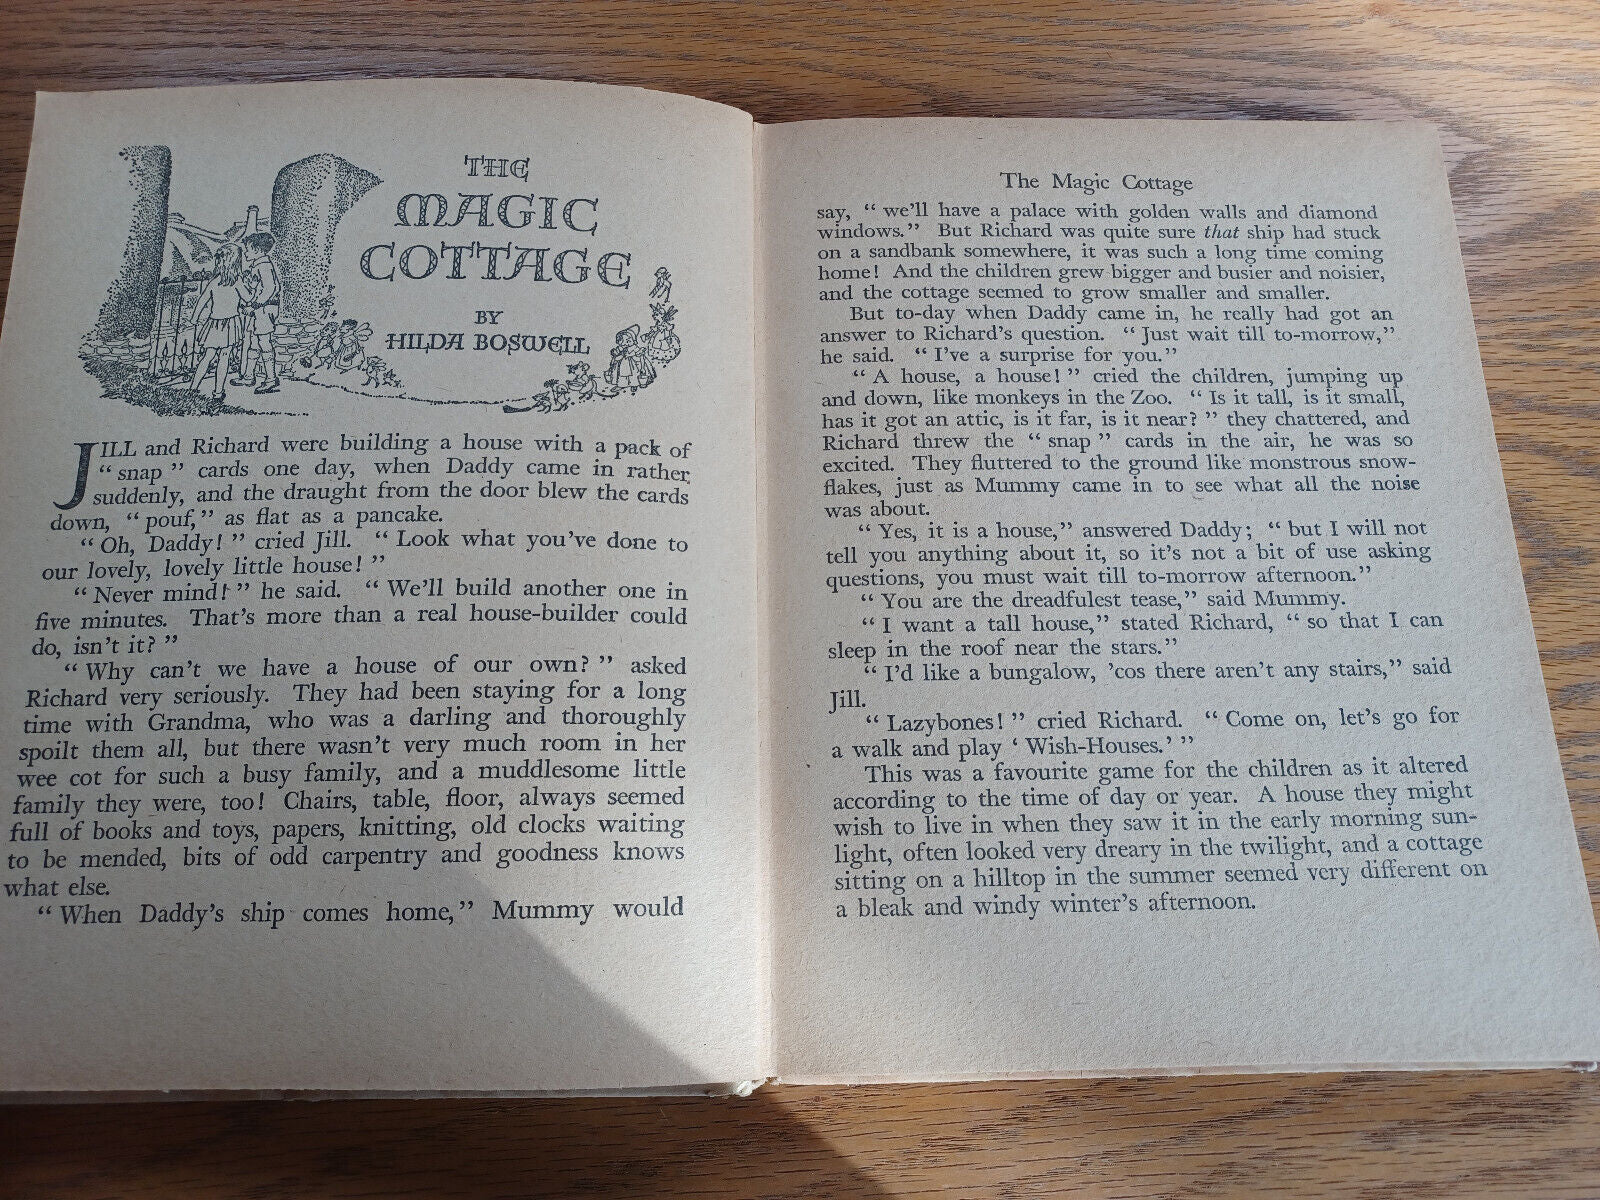 THE
MAGIC
COTTAGE
BY
HILDA BOSWELL
JILL and Richard were building a house with a pack of
“ snap ” cards one day, when Daddy came in rather
suddenly, and the draught from the door blew the cards
down, “ pouf,” as flat as a pancake.
“ Oh, Daddy! ” cried Jill. “ Look what you’ve done to
our lovely, lovely little house! ”
“ Never mind! ” he said. “ We’ll build another one in
five minutes. That’s more than a real house-builder could
do, isn’t it? ”
“ Why can’t we have a house of our own? ” asked
Richard very seriously. They had been staying for a long
time with Grandma, who was a darling and thoroughly
spoilt them all, but there wasn’t very much room in her
wee cot for such a busy family, and a muddlesome little
family they were, too! Chairs, table, floor, always seemed
full of books and toys, papers, knitting, old clocks waiting
to be mended, bits of odd carpentry and goodness knows
what else.
“ When Daddy’s ship comes home,” Mummy would
The Magic Cottage
say, “ we’ll have a palace with golden walls and diamond
windows.” But Richard was quite sure that ship had stuck
on a sandbank somewhere, it was such a long time coming
home! And the children grew bigger and busier and noisier,
and the cottage seemed to grow smaller and smaller.
But to-day when Daddy came in, he really had got an
answer to Richard’s question. “ Just wait till to-morrow,”
he said. “ I’ve a surprise for you.”
“ A house, a house! ” cried the children, jumping up
and down, like monkeys in the Zoo. “ Is it tall, is it small,
has it got an attic, is it far, is it near? ” they chattered, and
Richard threw the “ snap ” cards in the air, he was so
excited. They fluttered to the ground like monstrous snow-
flakes, just as Mummy came in to see what all the noise
was about.
“ Yes, it is a house,” answered Daddy; “ but I will not
tell you anything about it, so it’s not a bit of use asking
questions, you must wait till to-morrow afternoon.”
“ You are the dreadfulest tease,” said Mummy.
“ I want a tall house,” stated Richard, “ so that I can
sleep in the roof near the stars.”
“ I’d like a bungalow, ’cos there aren’t any stairs,” said
Jill.
“ Lazybones! ” cried Richard. “ Come on, let’s go for
a walk and play ‘ Wish-Houses.’ ”
This was a favourite game for the children as it altered
according to the time of day or year. A house they might
wish to live in when they saw it in the early morning sun-
light, often looked very dreary in the twilight, and a cottage
sitting on a hilltop in the summer seemed very different on
a bleak and windy winter’s afternoon.